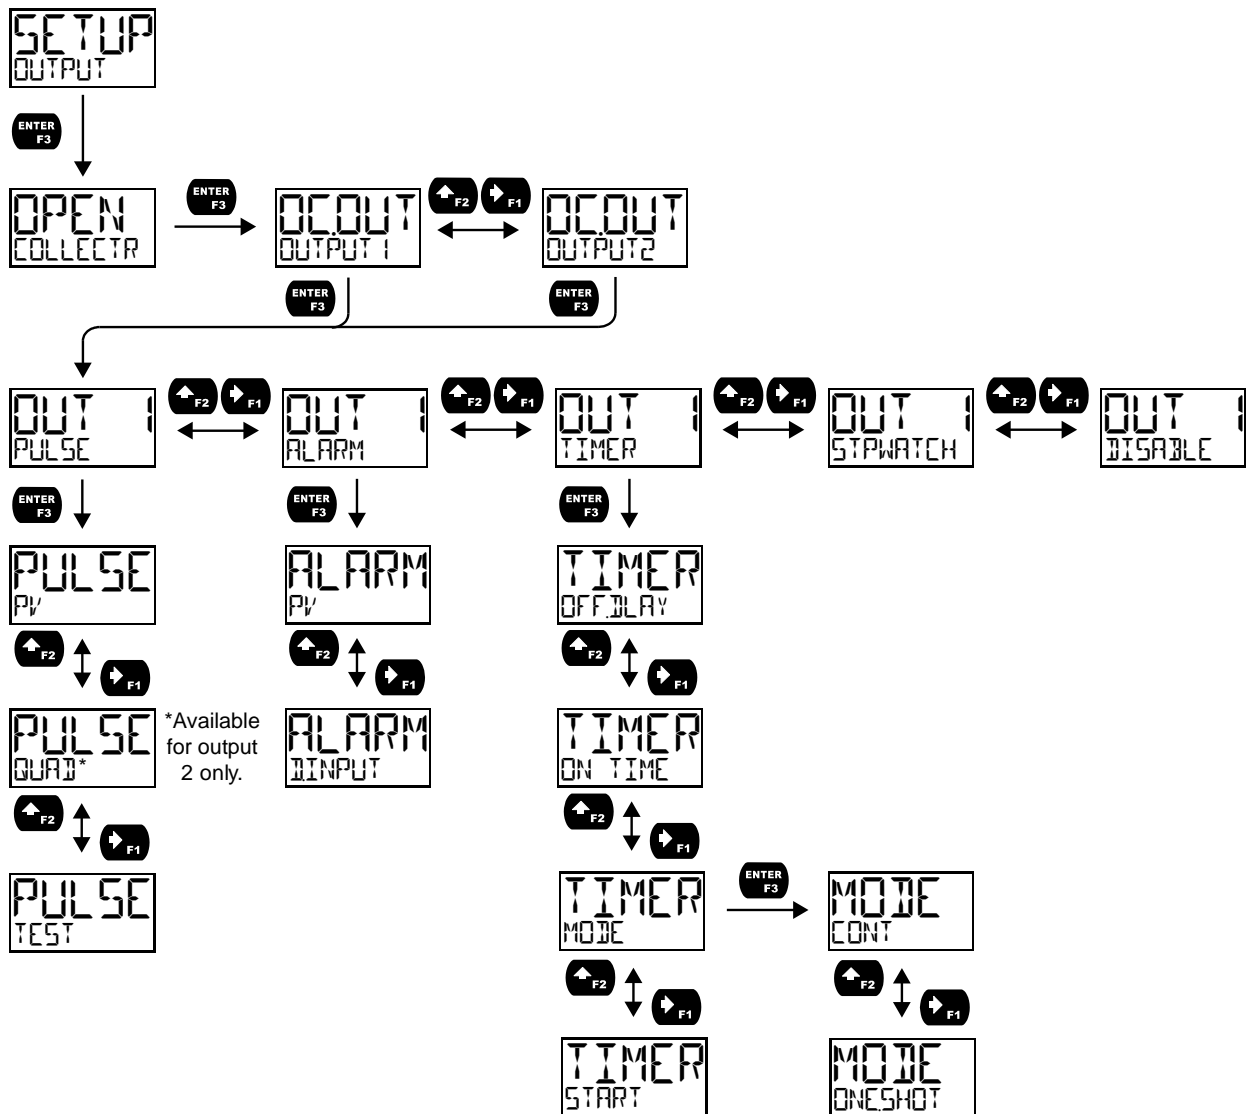 SETUP
OUTPUT
ENTER
F3
OPEN
COLLECTR
ENTER
F3
OC.OUT
OUTPUT 1
F2
F1
OC.OUT
OUTPUT2
ENTER
F3
ENTER
F3
OUT 1
PULSE
F2
F1
OUT 1
ALARM
F2
F1
OUT 1
TIMER
F2
F1
OUT 1
STPWATCH
F2
F1
OUT 1
DISABLE
ENTER
F3
ENTER
F3
ENTER
F3
PULSE
PV
ALARM
PV
TIMER
OFF.DLAY
F2
F1
F2
F1
F2
F1
PULSE
QUAD*
*Available
for output
2 only.
ALARM
D.INPUT
TIMER
ON TIME
F2
F1
F2
F1
PULSE
TEST
TIMER
MODE
ENTER
F3
MODE
CONT
F2
F1
F2
F1
TIMER
START
MODE
ONE.SHOT